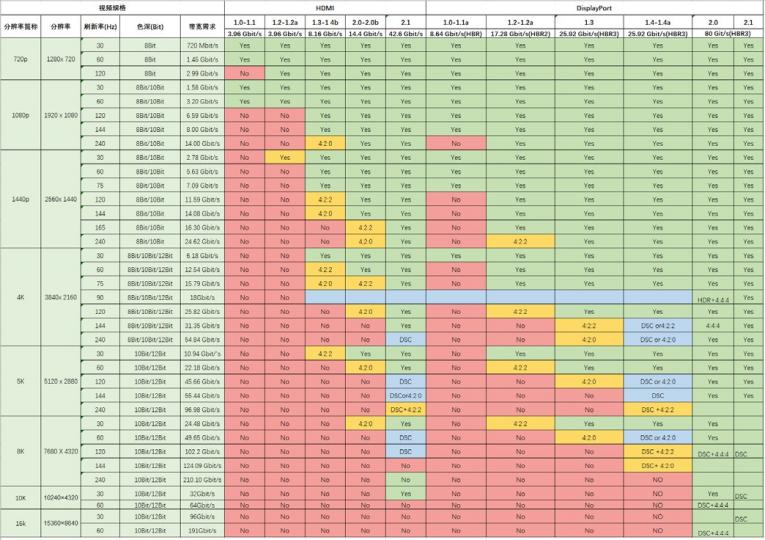 视频规格 HDMI DisplayPort
分辨率简称 分辨率 刷新率(Hz) 色深(Bit) 带宽需求 1.0-1.1 1.2-1.2a 1.3-1 4b 2.0-2.0b 2.1 1.0-1.1a 1.2-1.2a 1.3 1.4-1.4a 2.0 2.1
3.96 Gbit/s 3.96 Gbit/s 8.16 Gbit/s 14.4 Gbit/s 42.6 Gbit/s 8.64 Gbit/s(HBR) 17.28 Gbit/s(HBR2) 25.92 Gbit/s(HBR3) 25.92 Gbit/s(HBR3) 80 Git/s(HBR3)
720p 1280x 720 30 8Bit 720 Mbit/s Yes Yes Yes Yes Yes Yes Yes Yes Yes Yes Yes
60 8Bit 1.45 Gbit/s Yes Yes Yes Yes Yes Yes Yes Yes Yes Yes Yes
120 8Bit 2.99 Gbit/s No Yes Yes Yes Yes Yes Yes Yes Yes Yes Yes
1080p 1920 x 1080 30 8Bit/10Bit 1.58 Gbit/s Yes Yes Yes Yes Yes Yes Yes Yes Yes Yes Yes
60 8Bit/10Bit 3.20 Gbit/s Yes Yes Yes Yes Yes Yes Yes Yes Yes Yes Yes
120 8Bit/10Bit 6.59 Gbit/s No No Yes Yes Yes Yes Yes Yes Yes Yes Yes
144 8Bit/10Bit 8.00 Gbit/s No No Yes Yes Yes Yes Yes Yes Yes Yes Yes
240 8Bit/10Bit 14.00 Gbit/s No No 4:2:0 Yes Yes No Yes Yes Yes Yes Yes
1440p 2560x 1440 30 8Bit/10Bit 2.78 Gbit/s No Yes Yes Yes Yes Yes Yes Yes Yes Yes Yes
60 8Bit/10Bit 5.63 Gbit/s No No Yes Yes Yes Yes Yes Yes Yes Yes Yes
75 8Bit/10Bit 7.09 Gbit/s No No Yes Yes Yes Yes Yes Yes Yes Yes Yes
120 8Bit/10Bit 11.59 Gbit/s No No 4:2:2 Yes Yes No Yes Yes Yes Yes Yes
144 8Bit/10Bit 14.08 Gbit/s No No 4:2:0 Yes Yes No Yes Yes Yes Yes Yes
165 8Bit/10Bit 16.30 Gbit/s No No No 4:2:2 Yes No Yes Yes Yes Yes Yes
240 8Bit/10Bit 24.62 Gbit/s No No No 4:2:0 Yes No 4:2:2 Yes Yes Yes Yes
4K 3840x 2160 30 8Bit/10Bit/12Bit 6.18 Gbit/s No No Yes Yes Yes Yes Yes Yes Yes Yes Yes
60 8Bit/10Bit/12Bit 12.54 Gbit/s No No 4:2:2 Yes Yes No Yes Yes Yes Yes Yes
75 8Bit/10Bit/12Bit 15.79 Gbit/s No No 4:2:0 4:2:2 Yes No Yes Yes Yes Yes Yes
90 8Bit/10Bit/12Bit 18Gbit/s No No HDR+4:4:4 Yes
120 8Bit/10Bit/12Bit 25.82 Gbit/s No No No 4:2:0 Yes No 4:2:2 Yes Yes Yes Yes
144 8Bit/10Bit/12Bit 31.35 Gbit/s No No No No Yes No No 4:2:2 DSC or4:2:2 4:4:4 Yes
240 8Bit/10Bit/12Bit 54.84 Gbit/s No No No No DSC No No 4:2:0 DSC or 4:2:0 Yes Yes
5K 5120 x 2880 30 10Bit/12Bit 10.94 Gbit/s No No 4:2:2 Yes Yes No Yes Yes Yes Yes Yes
60 10Bit/12Bit 22.18 Gbit/s No No No 4:2:0 Yes No 4:2:2 Yes Yes Yes Yes
120 10Bit/12Bit 45.66 Gbit/s No No No No DSC No No 4:2:0 DSC or 4:2:2 Yes Yes
144 10Bit/12Bit 55.44 Gbit/s No No No No DSCor4:2:0 No No No DSC Yes Yes
240 10Bit/12Bit 96.98 Gbit/s No No No No DSC+4:2:2 No No No DSC +4:2:2
8K 7680 X 4320 30 10Bit/12Bit 24.48 Gbit/s No No No 4:2:0 Yes No 4:2:2 Yes Yes Yes
60 10Bit/12Bit 49.65 Gbit/s No No No No DSC No No 4:2:0 DSC or 4:2:0 Yes
120 10Bit/12Bit 102.2 Gbit/s No No No No DSC No No No DSC +4:2:2 DSC+4:4:4 DSC
144 10Bit/12Bit 124.09 Gbit/s No No No No No No No No DSC+ 4:2:0
240 10Bit/12Bit 210.10 Gbit/s No No No No No No No No NO
10K 10240×4320 30 10Bit/12Bit 32Gbit/s No No No No Yes No No No NO Yes DSC
60 10Bit/12Bit 64Gbit/s No No No No No No No No NO DSC+4:4:4
16k 15360×8640 30 10Bit/12Bit 96Gbit/s No No No No No No No No NO DSC
60 10Bit/12Bit 191Gbit/s No No No No No No No No NO DSC+4:4:4